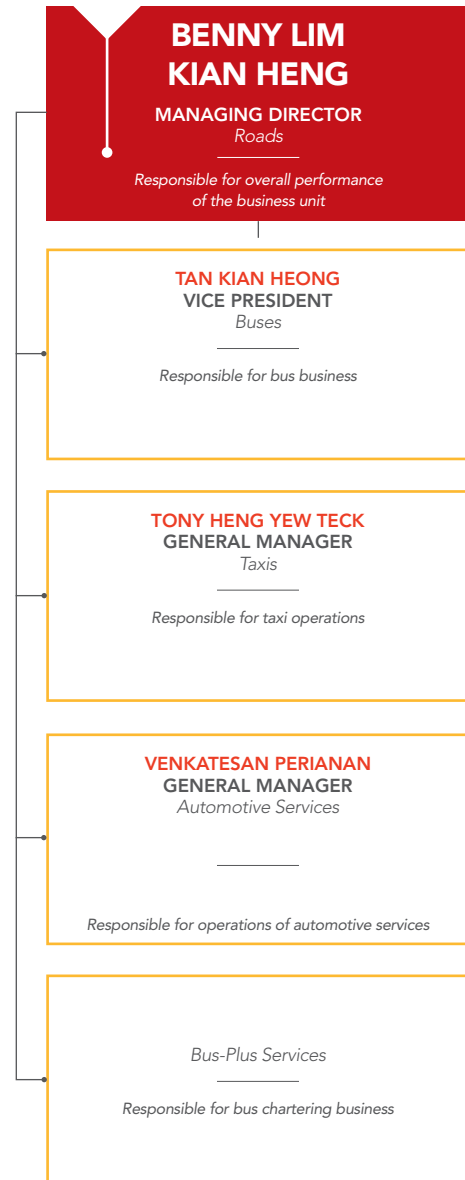 BENNY LIM
KIAN HENG
MANAGING DIRECTOR
Roads
Responsible for overall performance
of the business unit
TAN KIAN HEONG
VICE PRESIDENT
Buses
Responsible for bus business
TONY HENG YEW TECK
GENERAL MANAGER
Taxis
Responsible for taxi operations
VENKATESAN PERIANAN
GENERAL MANAGER
Automotive Services
Responsible for operations of automotive services
Bus-Plus Services
Responsible for bus chartering business